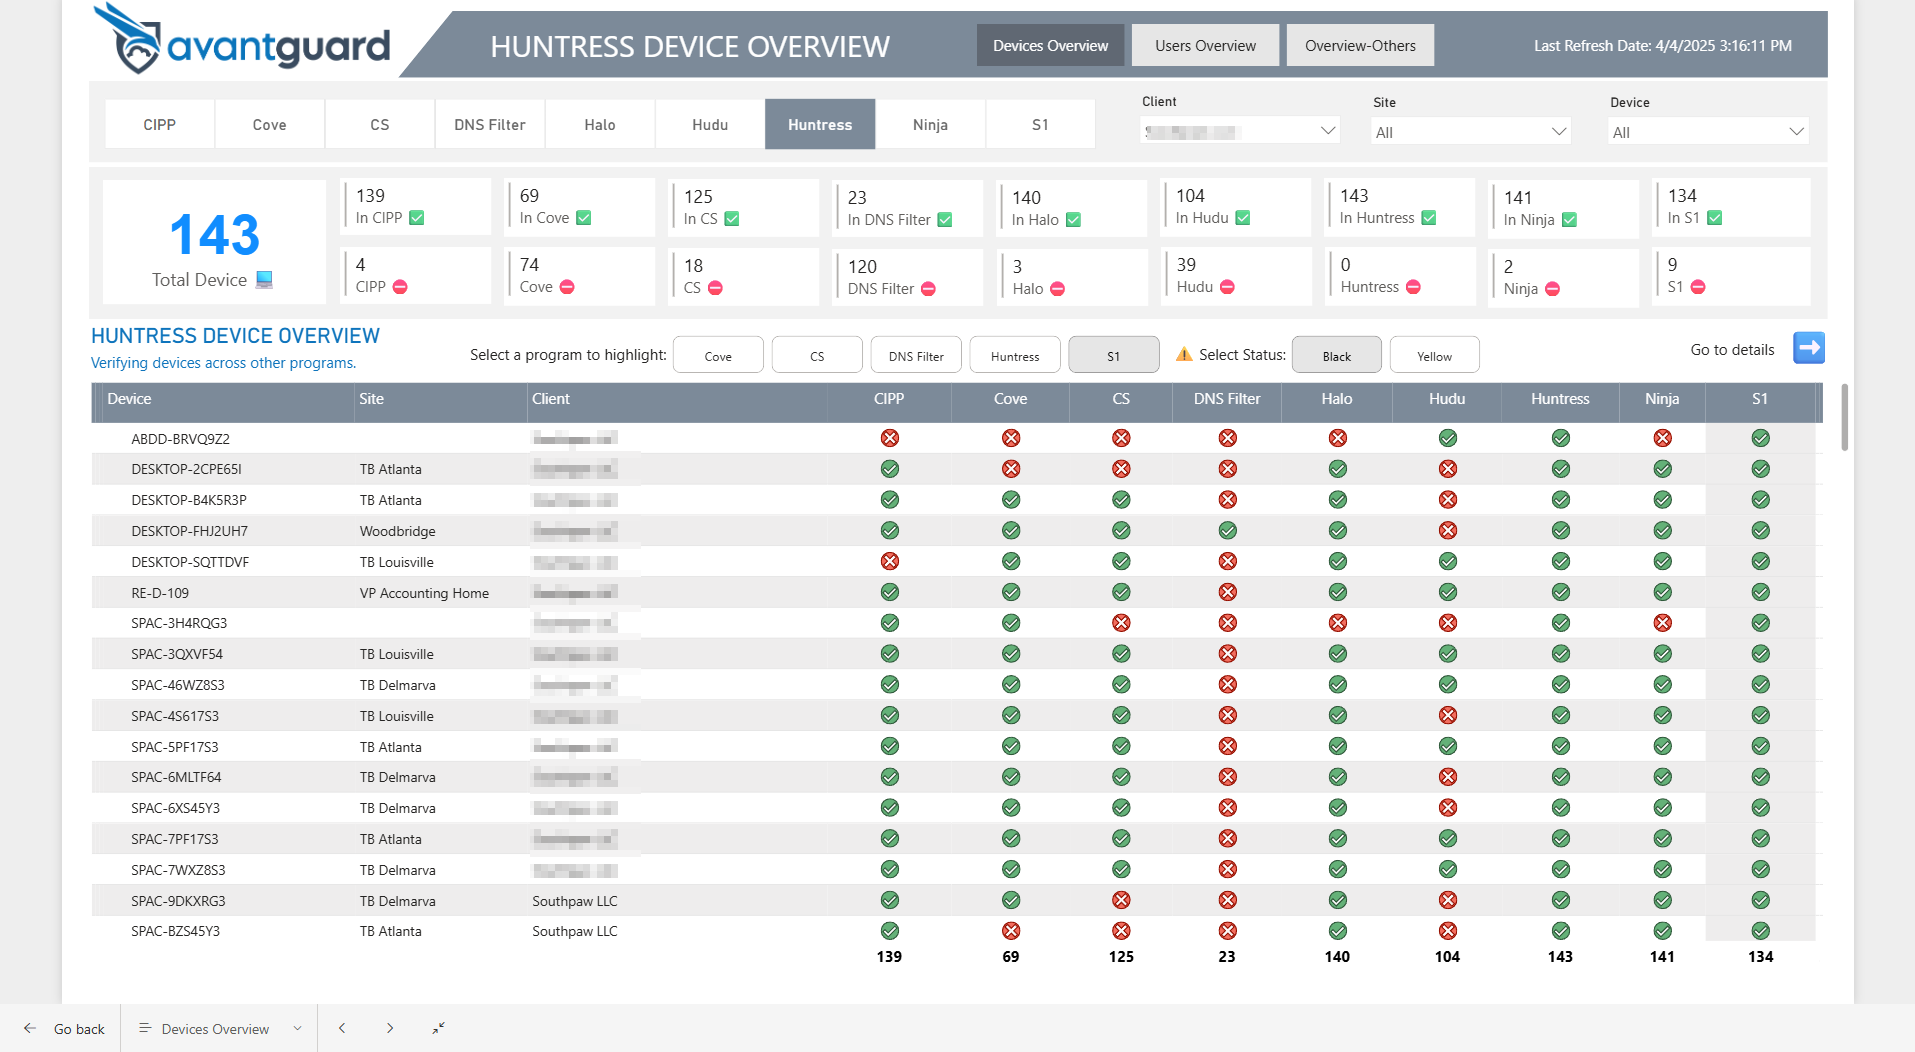 avantguard
HUNTRESS DEVICE OVERVIEW
Devices Overview
Users Overview
Overview-Others
Last Refresh Date: 4/4/2025 3:16:11 PM
CIPP Cove CS DNS Filter Halo Hudu Huntress Ninja S1
Client Site Device
All All
143
Total Device
139 69 125 23 140 104 143 141 134
In CIPP In Cove In CS In DNS Filter In Halo In Hudu In Huntress In Ninja In S1
4 74 18 120 3 39 0 2 9
CIPP Cove CS DNS Filter Halo Hudu Huntress Ninja S1
HUNTRESS DEVICE OVERVIEW
Verifying devices across other programs.
Select a program to highlight: Cove CS DNS Filter Huntress S1 Select Status: Black Yellow
Go to details
Device Site Client CIPP Cove CS DNS Filter Halo Hudu Huntress Ninja S1
ABDD-BRVQ9Z2
DESKTOP-2CPE65I TB Atlanta
DESKTOP-B4K5R3P TB Atlanta
DESKTOP-FHJ2UH7 Woodbridge
DESKTOP-SQTTDVF TB Louisville
RE-D-109 VP Accounting Home
SPAC-3H4RQG3
SPAC-3QXVF54 TB Louisville
SPAC-46WZ8S3 TB Delmarva
SPAC-4S617S3 TB Louisville
SPAC-5PF17S3 TB Atlanta
SPAC-6MLTF64 TB Delmarva
SPAC-6XS45Y3 TB Delmarva
SPAC-7PF17S3 TB Atlanta
SPAC-7WXZ8S3 TB Delmarva
SPAC-9DKXRG3 TB Delmarva Southpaw LLC
SPAC-BZS45Y3 TB Atlanta Southpaw LLC
139 69 125 23 140 104 143 141 134
Go back
Devices Overview